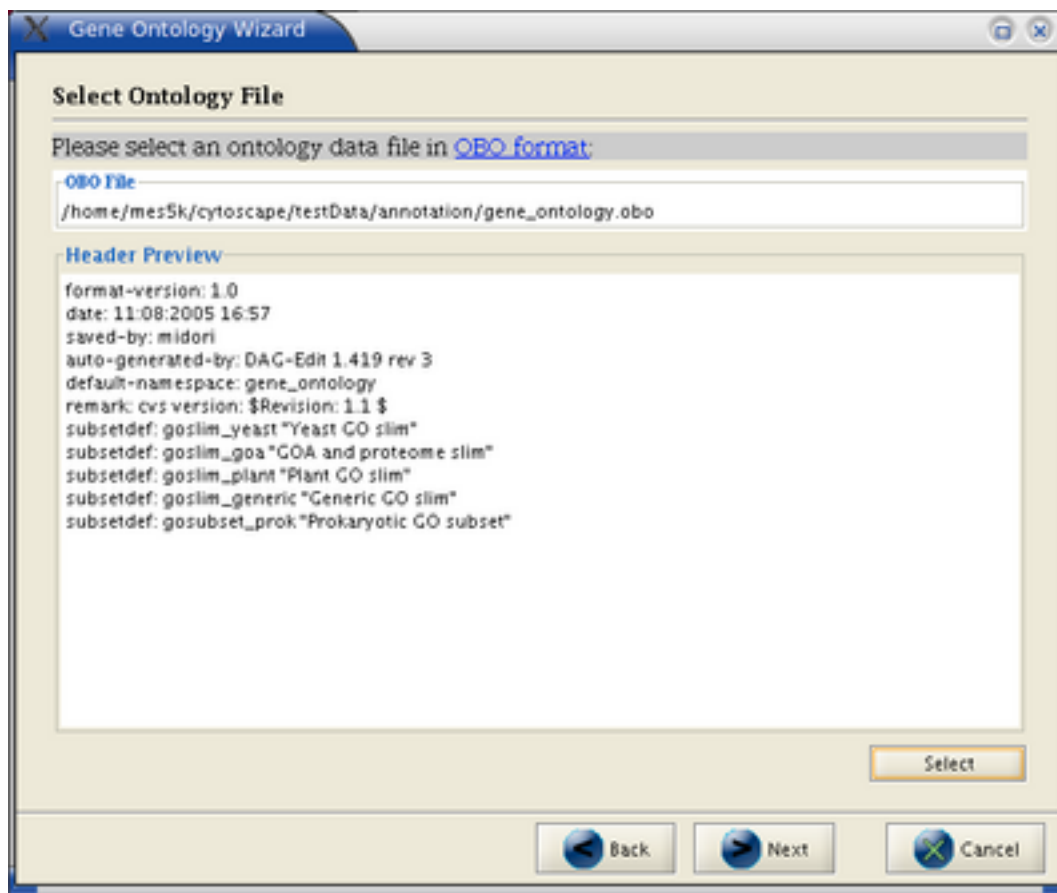 Gene Ontology Wizard
Select Ontology File
Please select an ontology data file in OBO format:
OBO File
/home/mes5k/cytoscape/testData/annotation/gene_ontology.obo
Header Preview
format-version: 1.0
date: 11:08:2005 16:57
saved-by: midori
auto-generated-by: DAG-Edit 1.419 rev 3
default-namespace: gene_ontology
remark: cvs version: $Revision: 1.1 $
subsetdef: goslim_yeast "Yeast GO slim"
subsetdef: goslim_goa "GOA and proteome slim"
subsetdef: goslim_plant "Plant GO slim"
subsetdef: goslim_generic "Generic GO slim"
subsetdef: gosubset_prok "Prokaryotic GO subset"
Select
Back Next Cancel